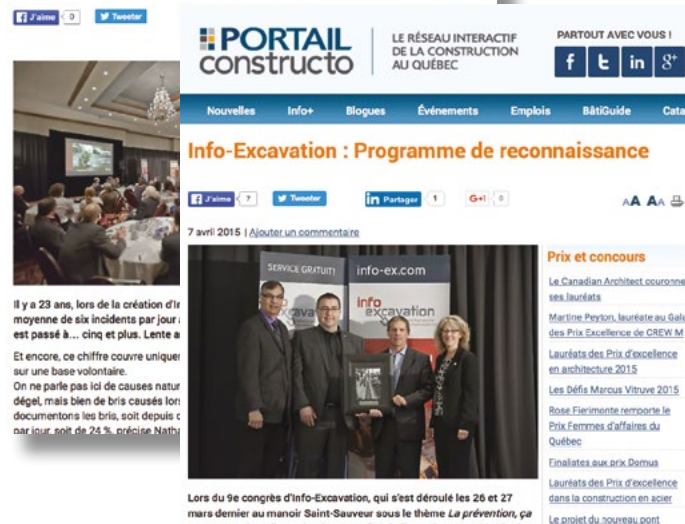 J'aime 0 Tweeter
Il y a 23 ans, lors de la création d'I
moyenne de six incidents par jour
est passé à... cinq et plus. Lente a
Et encore, ce chiffre couvre
sur une base volontaire.
On ne parle pas ici de causes
dégel, mais bien de bris causés
documentons les bris, soit depuis
par jour, soit de 24 %, précise
PORTAIL
constructo
LE RÉSEAU INTERACTIF
DE LA CONSTRUCTION
AU QUÉBEC
PARTOUT AVEC VOUS !
f t in g+
Nouvelles Info+ Blogues Événements Emplois BâtiGuide Cata
Info-Excavation : Programme de reconnaissance
J'aime 7 Tweeter in Partager 1 G+1 0 AA AA
7 avril 2015 | Ajouter un commentaire
SERVICE GRATUIT! info-ex.com
info
excavation
Lors du 9e congrès d'Info-Excavation, qui s'est déroulé les 26 et 27
mars dernier au manoir Saint-Sauveur sous le thème La prévention, ça
Prix et concours
Le Canadian Architect couronne
ses lauréats
Martine Peyton, lauréate au Gala
des Prix Excellence de CREW M
Lauréats des Prix d'excellence
en architecture 2015
Les Défis Marcus Vitruve 2015
Rose Fierimonte remporte le
Prix Femmes d'affaires du
Québec
Finalistes aux prix Domus
Lauréats des Prix d'excellence
dans la construction en acier
Le projet du nouveau pont